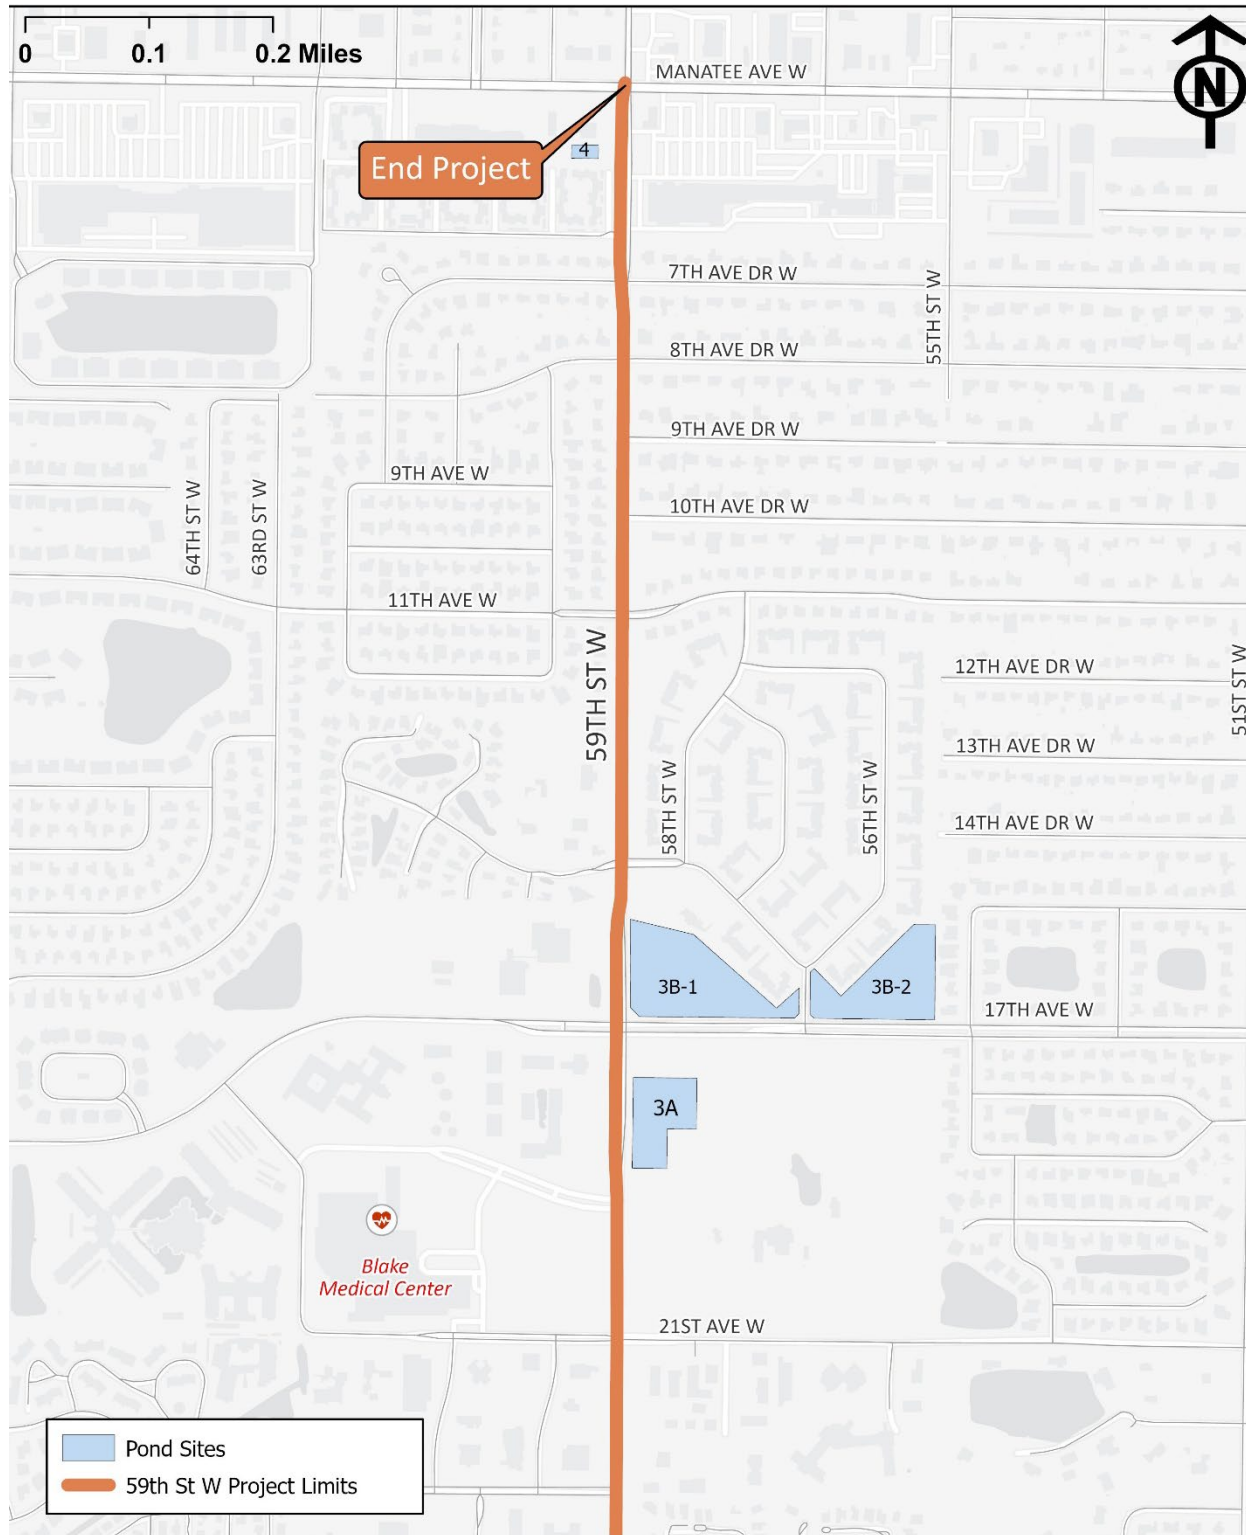 0 0.1 0.2 Miles
N
MANATEE AVE W
End Project
4
7TH AVE DR W
55TH ST W
8TH AVE DR W
9TH AVE DR W
9TH AVE W
64TH ST W
63RD ST W
10TH AVE DR W
11TH AVE W
59TH ST W
12TH AVE DR W
51ST ST W
13TH AVE DR W
58TH ST W
56TH ST W
14TH AVE DR W
3B-1
3B-2
17TH AVE W
3A
Blake
Medical Center
21ST AVE W
Pond Sites
59th St W Project Limits